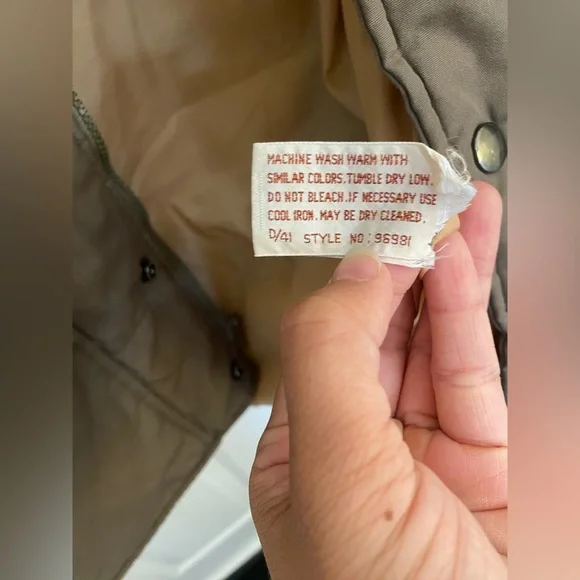 MACHINE WASH WARM WITH
SIMILAR COLORS.TUMBLE DRY LOW.
DO NOT BLEACH.IF NECESSARY USE
COOL IRON. MAY BE DRY CLEANED.
D/41 STYLE NO:96981